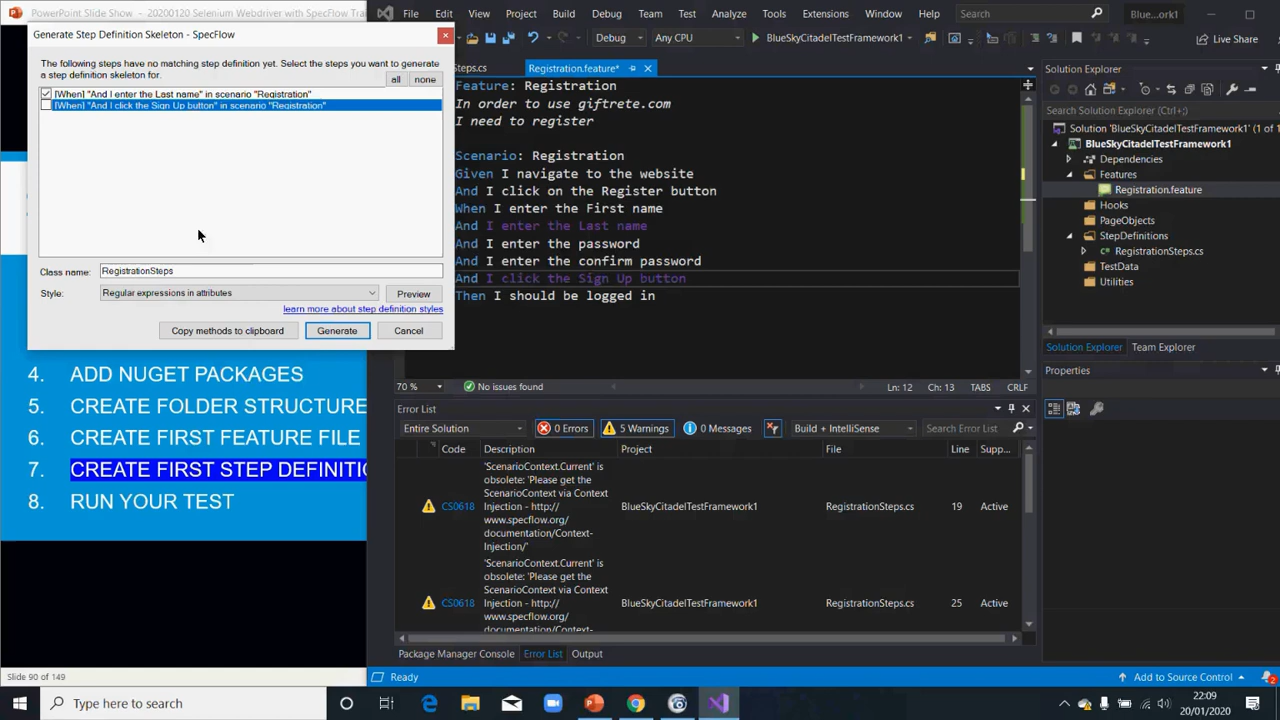 PowerPoint Slide Show - 20200120 Selenium Webdriver with SpecFlow Tra
File Edit View Project Build Debug Team Test Analyze Tools Extensions Window Help
Search (Ctrl+Q)
Blue...ork1
Debug Any CPU BlueSkyCitadelTestFramework1
Live Share
Generate Step Definition Skeleton - SpecFlow
The following steps have no matching step definition yet. Select the steps you want to generate
a step definition skeleton for.
all none
[When] "And I enter the Last name" in scenario "Registration"
[When] "And I click the Sign Up button" in scenario "Registration"
Class name: RegistrationSteps
Style: Regular expressions in attributes
Preview
learn more about step definition styles
Copy methods to clipboard Generate Cancel
4. ADD NUGET PACKAGES
5. CREATE FOLDER STRUCTURE
6. CREATE FIRST FEATURE FILE
7. CREATE FIRST STEP DEFINITIO
8. RUN YOUR TEST
Slide 90 of 149
Steps.cs Registration.feature*
Feature: Registration
In order to use giftrete.com
I need to register
Scenario: Registration
Given I navigate to the website
And I click on the Register button
When I enter the First name
And I enter the Last name
And I enter the password
And I enter the confirm password
And I click the Sign Up button
Then I should be logged in
70 % No issues found Ln: 12 Ch: 13 TABS CRLF
Error List
Entire Solution 0 Errors 5 Warnings 0 Messages Build + IntelliSense Search Error List
Code Description Project File Line Supp...
'ScenarioContext.Current' is
obsolete: 'Please get the
ScenarioContext via Context
Injection - http://
www.specflow.org/
documentation/Context-
Injection/'
CS0618 BlueSkyCitadelTestFramework1 RegistrationSteps.cs 19 Active
'ScenarioContext.Current' is
obsolete: 'Please get the
ScenarioContext via Context
Injection - http://
www.specflow.org/
documentation/Context-
CS0618 BlueSkyCitadelTestFramework1 RegistrationSteps.cs 25 Active
Package Manager Console Error List Output
Ready
Add to Source Control
2
Solution Explorer
Search Solution Explorer (Ctrl+;)
Solution 'BlueSkyCitadelTestFramework1' (1 of 1
BlueSkyCitadelTestFramework1
Dependencies
Features
Registration.feature
Hooks
PageObjects
StepDefinitions
RegistrationSteps.cs
TestData
Utilities
Solution Explorer Team Explorer
Properties
Type here to search
22:09
20/01/2020